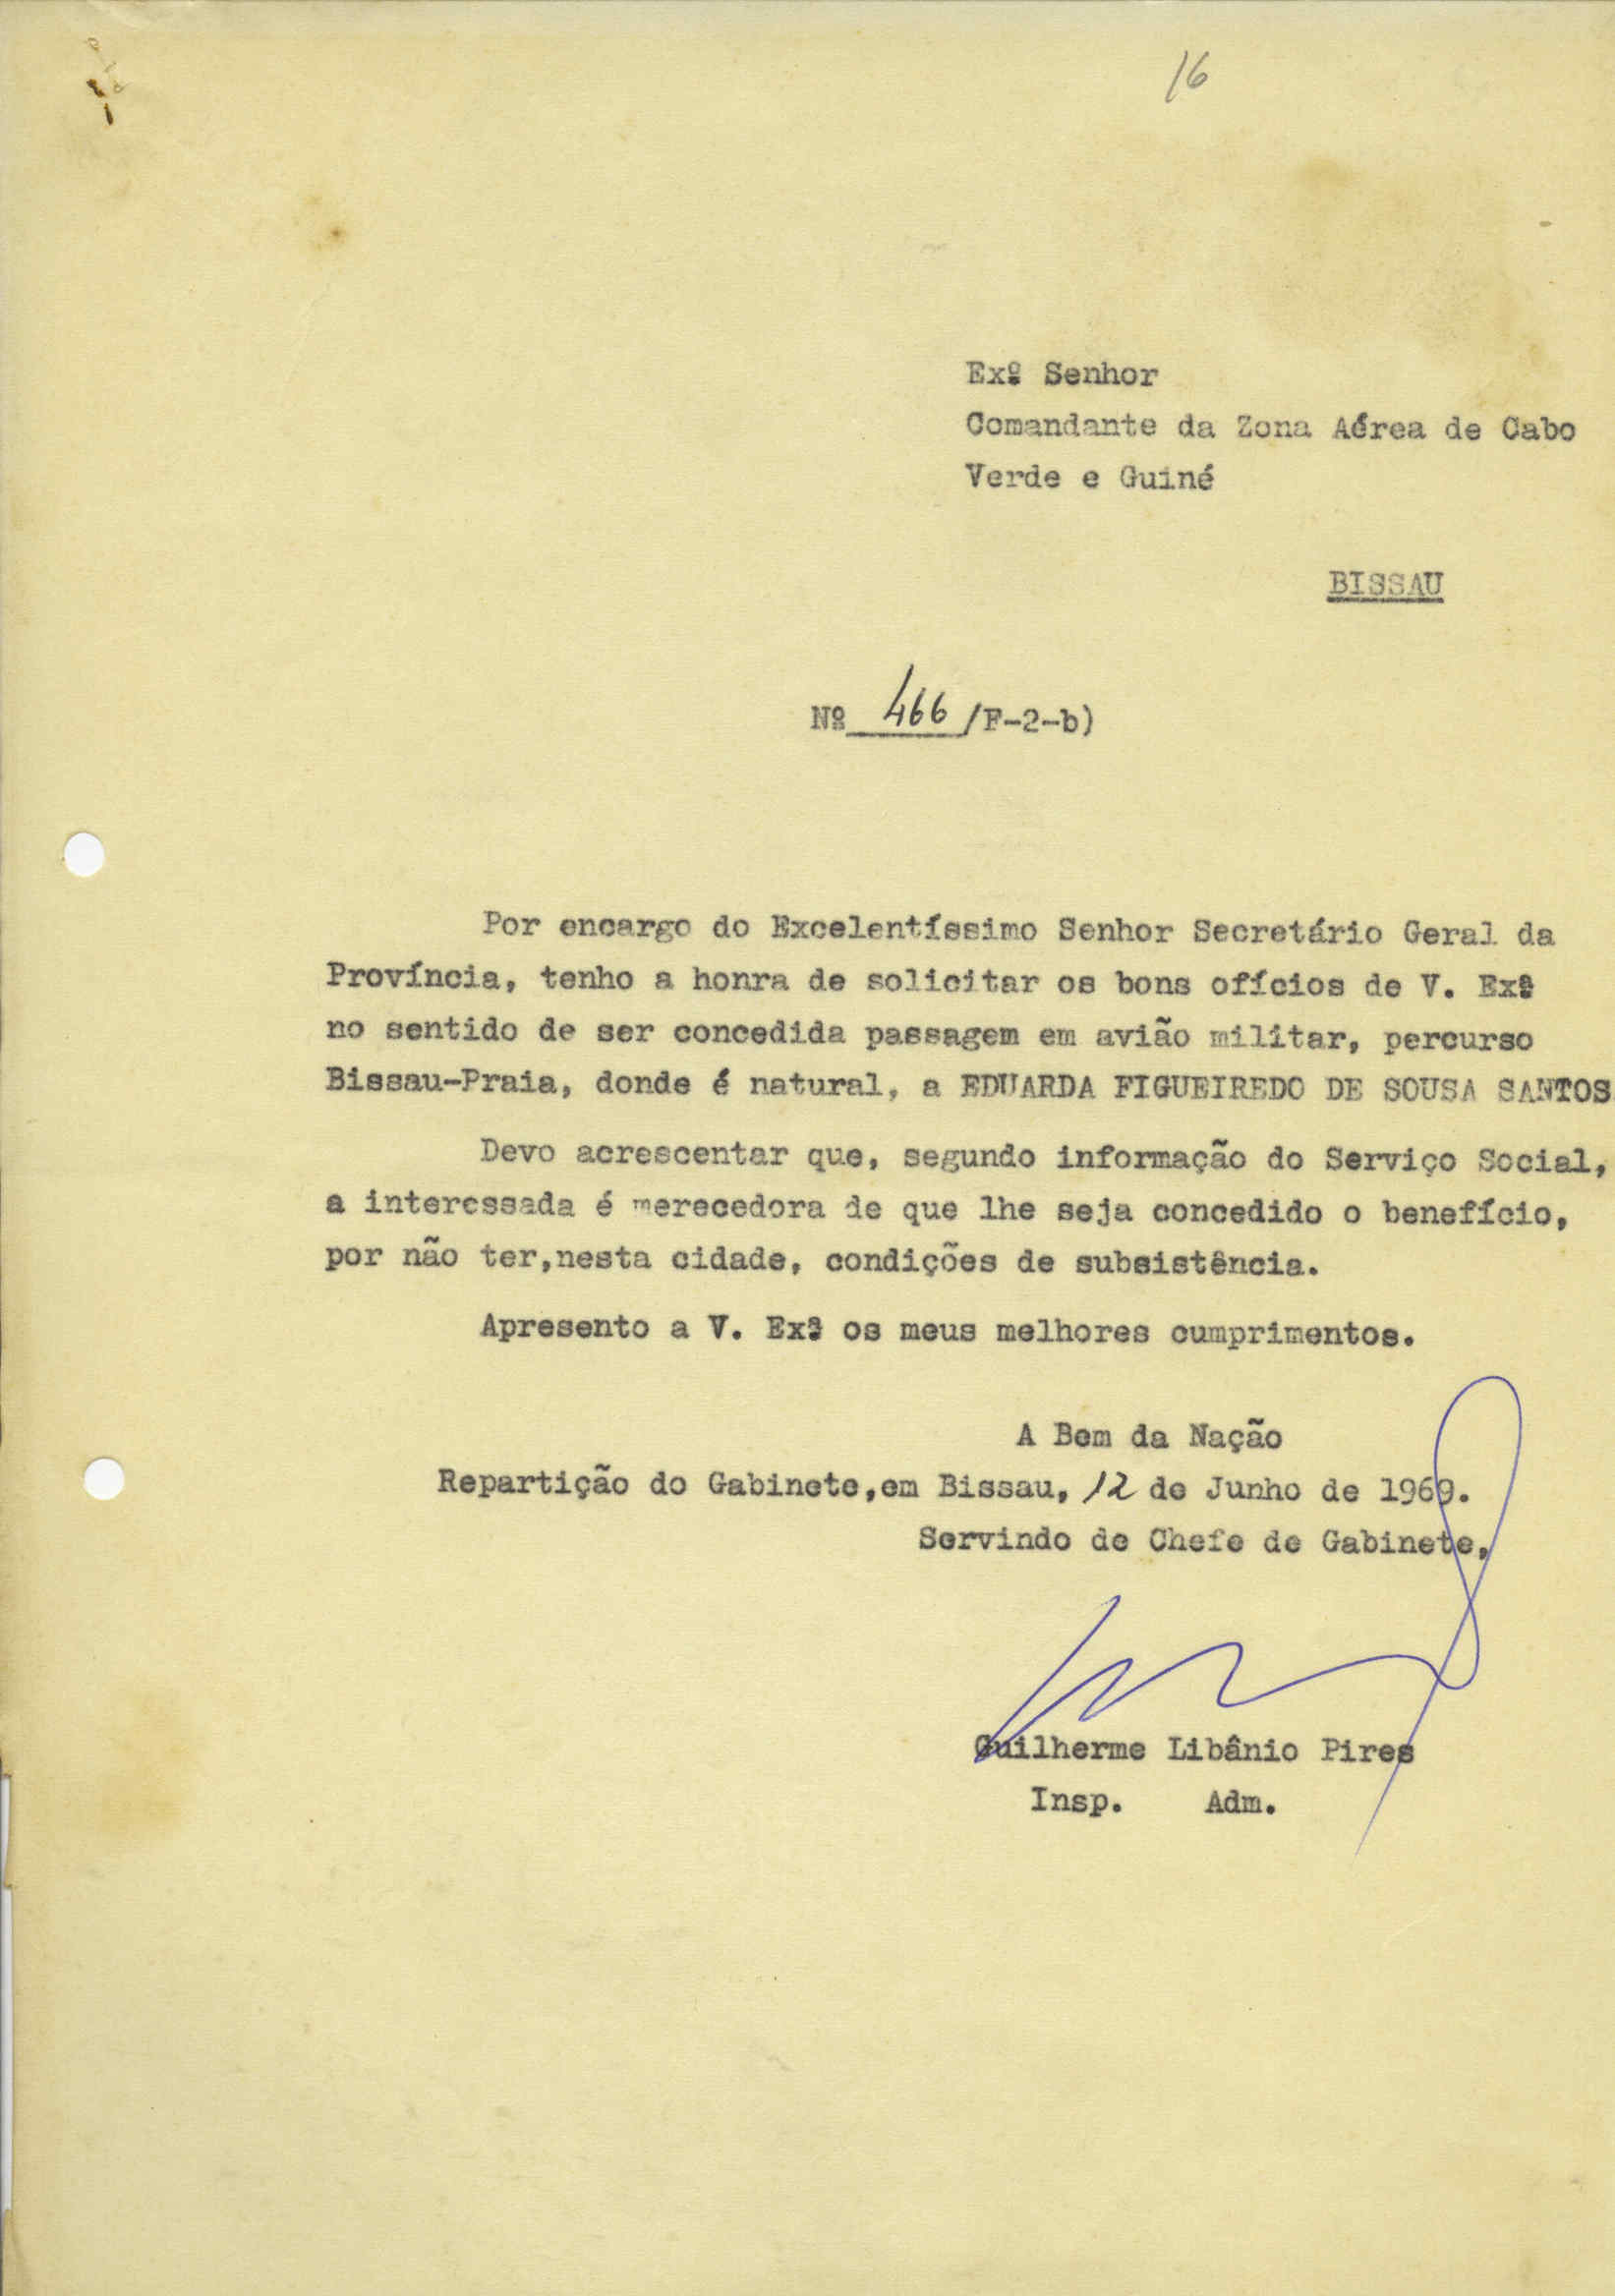 16
Exº Senhor
Comandante da Zona Aérea de Cabo
Verde e Guiné
BISSAU
Nº 466 /F-2-b)
Por encargo do Excelentíssimo Senhor Secretário Geral da
Província, tenho a honra de solicitar os bons ofícios de V. Exª
no sentido de ser concedida passagem em avião militar, percurso
Bissau-Praia, donde é natural, a EDUARDA FIGUEIREDO DE SOUSA SANTOS
Devo acrescentar que, segundo informação do Serviço Social,
a interessada é merecedora de que lhe seja concedido o benefício,
por não ter,nesta cidade, condições de subsistência.
Apresento a V. Exª os meus melhores cumprimentos.
A Bem da Nação
Repartição do Gabinete,em Bissau, 12 de Junho de 1969.
Servindo de Chefe de Gabinete,
Guilherme Libânio Pires
Insp. Adm.